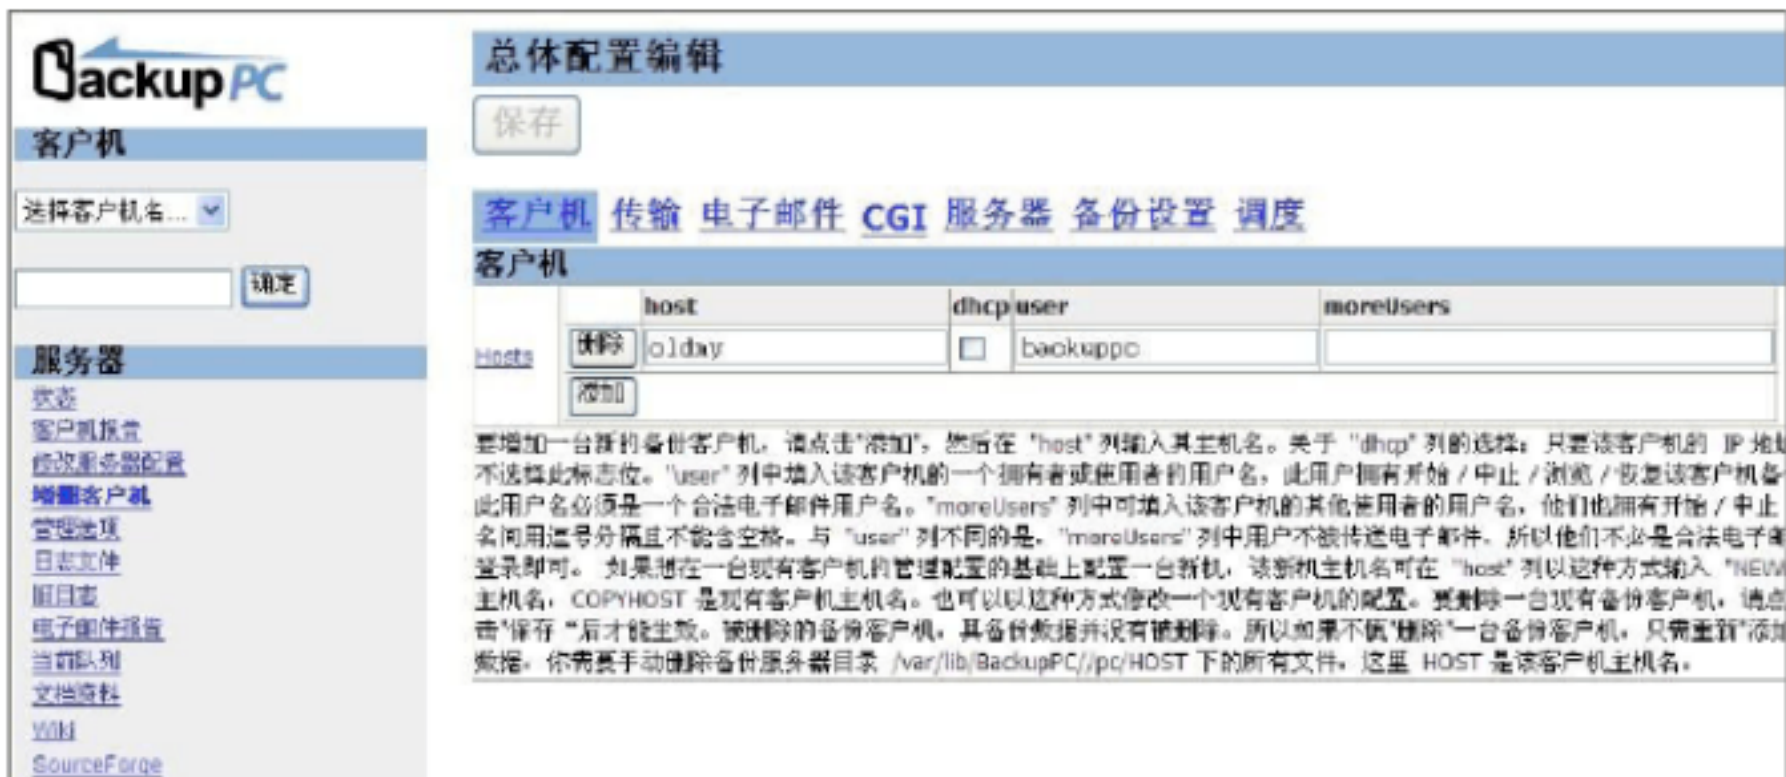 BackupPC
客户机
选择客户机名...
确定
服务器
状态
客户机报告
修改服务器配置
增删客户机
管理选项
日志文件
旧日志
电子邮件报告
当前队列
文档资料
Wiki
SourceForge
总体配置编辑
保存
客户机 传输 电子邮件 CGI 服务器 备份设置 调度
客户机
host dhcp user moreUsers
Hosts 删除 olday backuppc
添加
要增加一台新的备份客户机，请点击"添加"，然后在 "host" 列输入其主机名。关于 "dhcp" 列的选择：只要该客户机的 IP 地址
不选择此标志位。"user" 列中填入该客户机的一个拥有者或使用者的用户名，此用户拥有开始 / 中止 / 浏览 / 恢复该客户机备
此用户名必须是一个合法电子邮件用户名。"moreUsers" 列中可填入该客户机的其他使用者的用户名，他们也拥有开始 / 中止
名间用逗号分隔且不能含空格。与 "user" 列不同的是，"moreUsers" 列中用户不被传送电子邮件，所以他们不必是合法电子邮
登录即可。 如果想在一台现有客户机的管理配置的基础上配置一台新机，该新机主机名可在 "host" 列以这种方式输入 "NEW
主机名，COPYHOST 是现有客户机主机名。也可以以这种方式修改一个现有客户机的配置。要删除一台现有备份客户机，请点
击"保存 "后才能生效。被删除的备份客户机，其备份数据并没有被删除。所以如果不慎"删除"一台备份客户机，只需重新"添加
数据，你需要手动删除备份服务器目录 /var/lib/BackupPC//pc/HOST 下的所有文件，这里 HOST 是该客户机主机名。